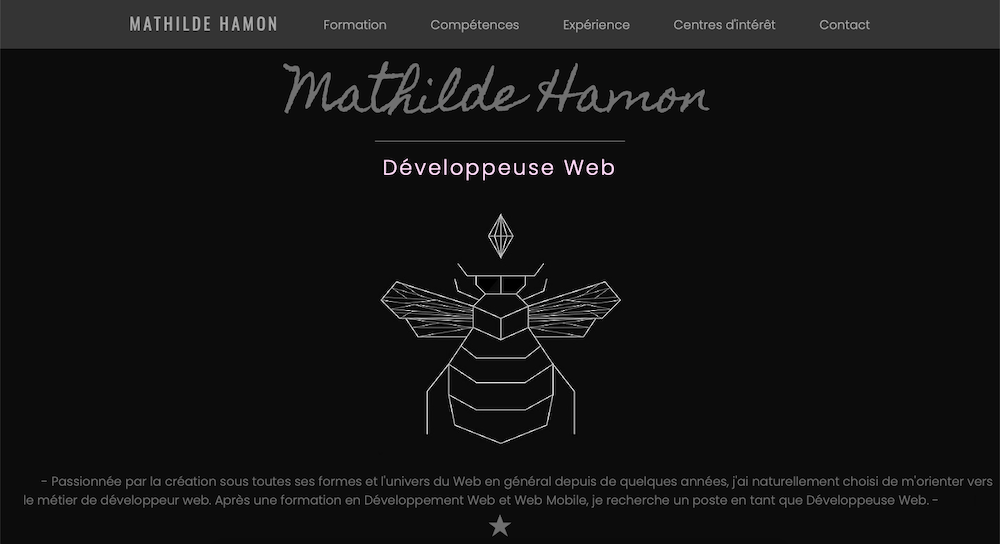 MATHILDE HAMON Formation Compétences Expérience Centres d'intérêt Contact
Mathilde Hamon
Développeuse Web
- Passionnée par la création sous toutes ses formes et l'univers du Web en général depuis de quelques années, j'ai naturellement choisi de m'orienter vers
le métier de développeur web. Après une formation en Développement Web et Web Mobile, je recherche un poste en tant que Développeuse Web. -